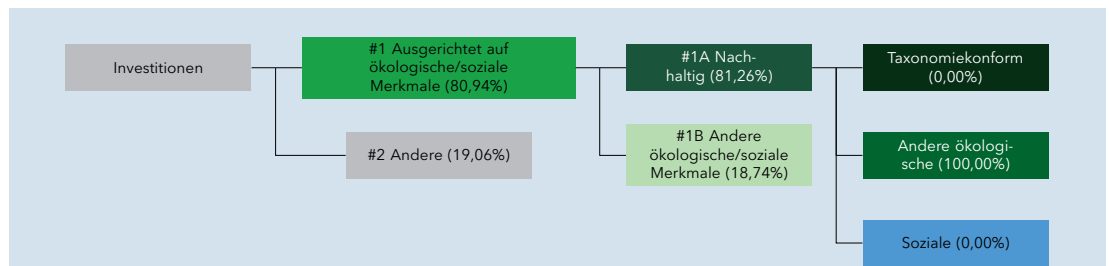 Investitionen
#1 Ausgerichtet auf
ökologische/soziale
Merkmale (80,94%)
#2 Andere (19,06%)
#1A Nach-
haltig (81,26%)
#1B Andere
ökologische/soziale
Merkmale (18,74%)
Taxonomiekonform
(0,00%)
Andere ökologi-
sche (100,00%)
Soziale (0,00%)